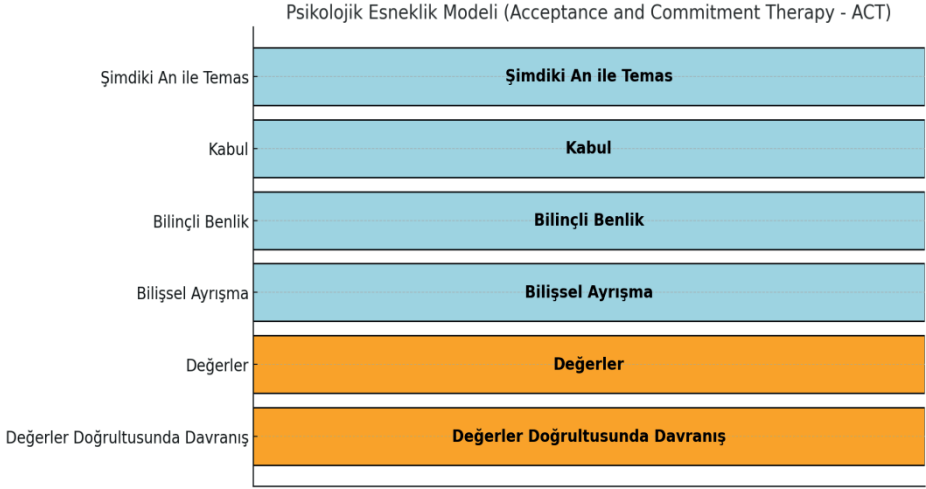 Psikolojik Esneklik Modeli (Acceptance and Commitment Therapy - ACT)
Şimdiki An ile Temas
Şimdiki An ile Temas
Kabul
Kabul
Bilinçli Benlik
Bilinçli Benlik
Bilişsel Ayrışma
Bilişsel Ayrışma
Değerler
Değerler
Değerler Doğrultusunda Davranış
Değerler Doğrultusunda Davranış